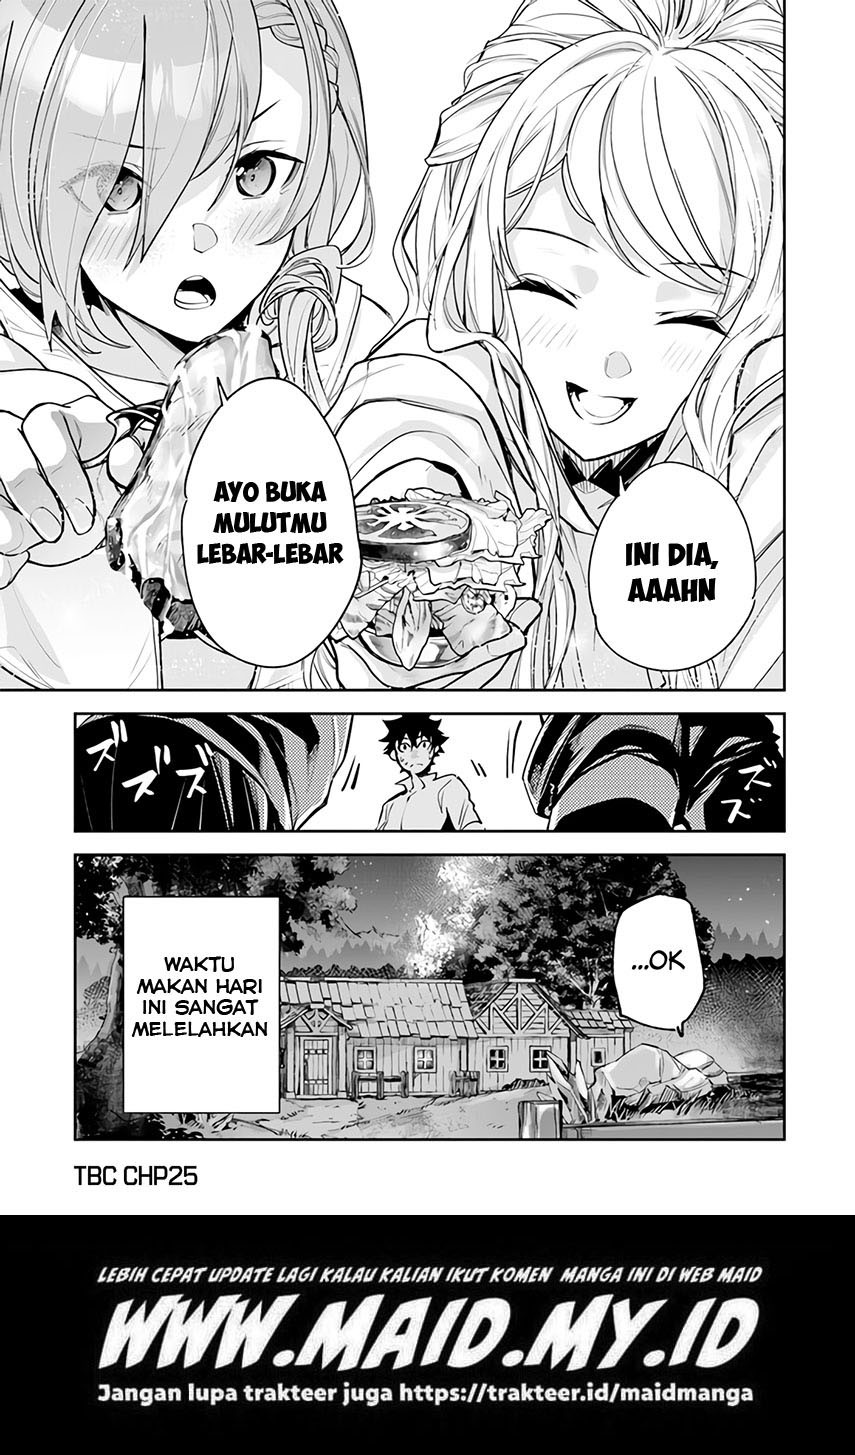 INI DIA,
AAAHN
AYO BUKA
MULUTMU
LEBAR-LEBAR
ズズ
ズズ
...OK
WAKTU
MAKAN HARI
INI SANGAT
MELELAHKAN
TBC CHP25
LEBIH CEPAT UPDATE LAGI KALAU KALIAN IKUT KOMEN MANGA INI DI WEB MAID
WWW.MAID.MY.ID
Jangan lupa trakteer juga https://trakteer.id/maidmanga